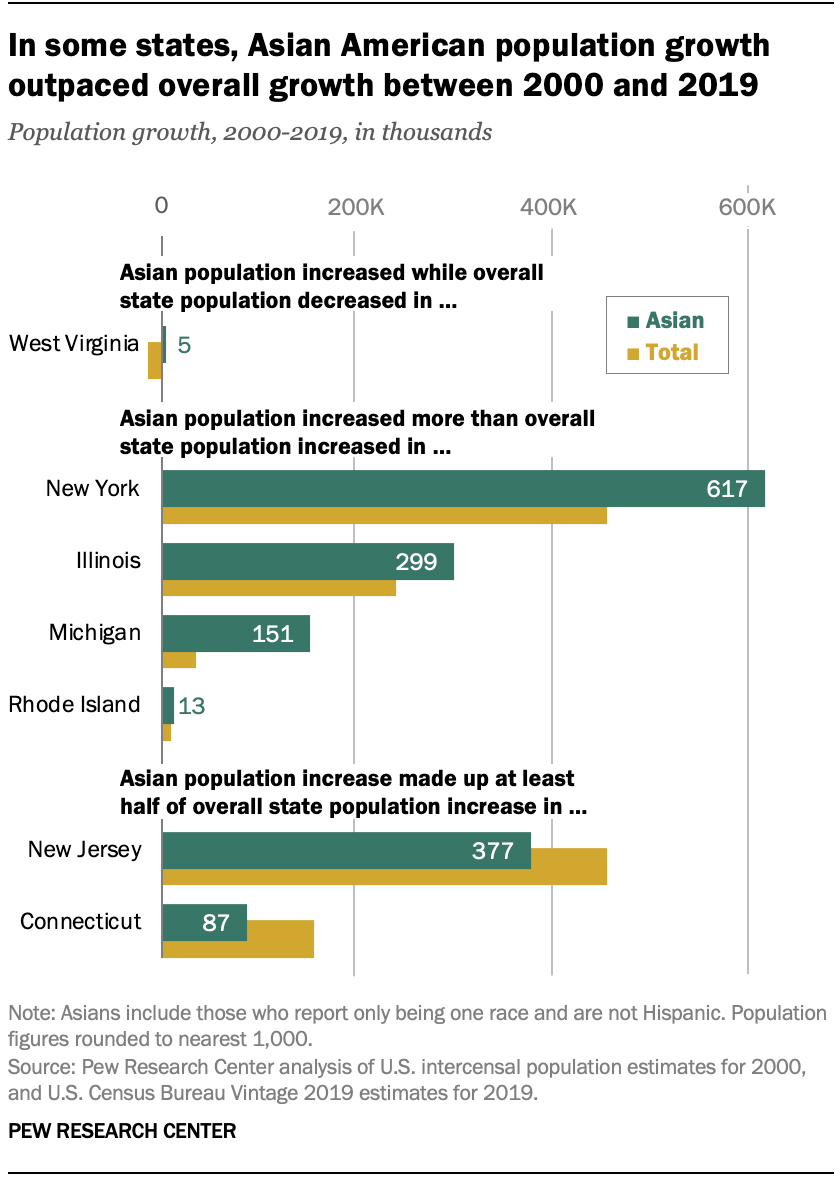 In some states, Asian American population growth
outpaced overall growth between 2000 and 2019
Population growth, 2000-2019, in thousands
0 200K 400K 600K
Asian population increased while overall
state population decreased in ...
Asian
Total
West Virginia 5
Asian population increased more than overall
state population increased in ...
New York 617
Illinois 299
Michigan 151
Rhode Island 13
Asian population increase made up at least
half of overall state population increase in ...
New Jersey 377
Connecticut 87
Note: Asians include those who report only being one race and are not Hispanic. Population
figures rounded to nearest 1,000.
Source: Pew Research Center analysis of U.S. intercensal population estimates for 2000,
and U.S. Census Bureau Vintage 2019 estimates for 2019.
PEW RESEARCH CENTER